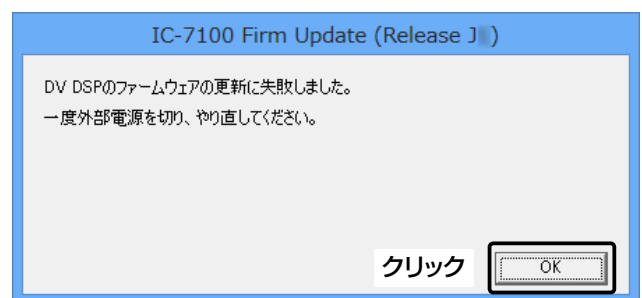 IC-7100 Firm Update (Release J )
DV DSPのファームウェアの更新に失敗しました。
一度外部電源を切り、やり直してください。
クリック
OK